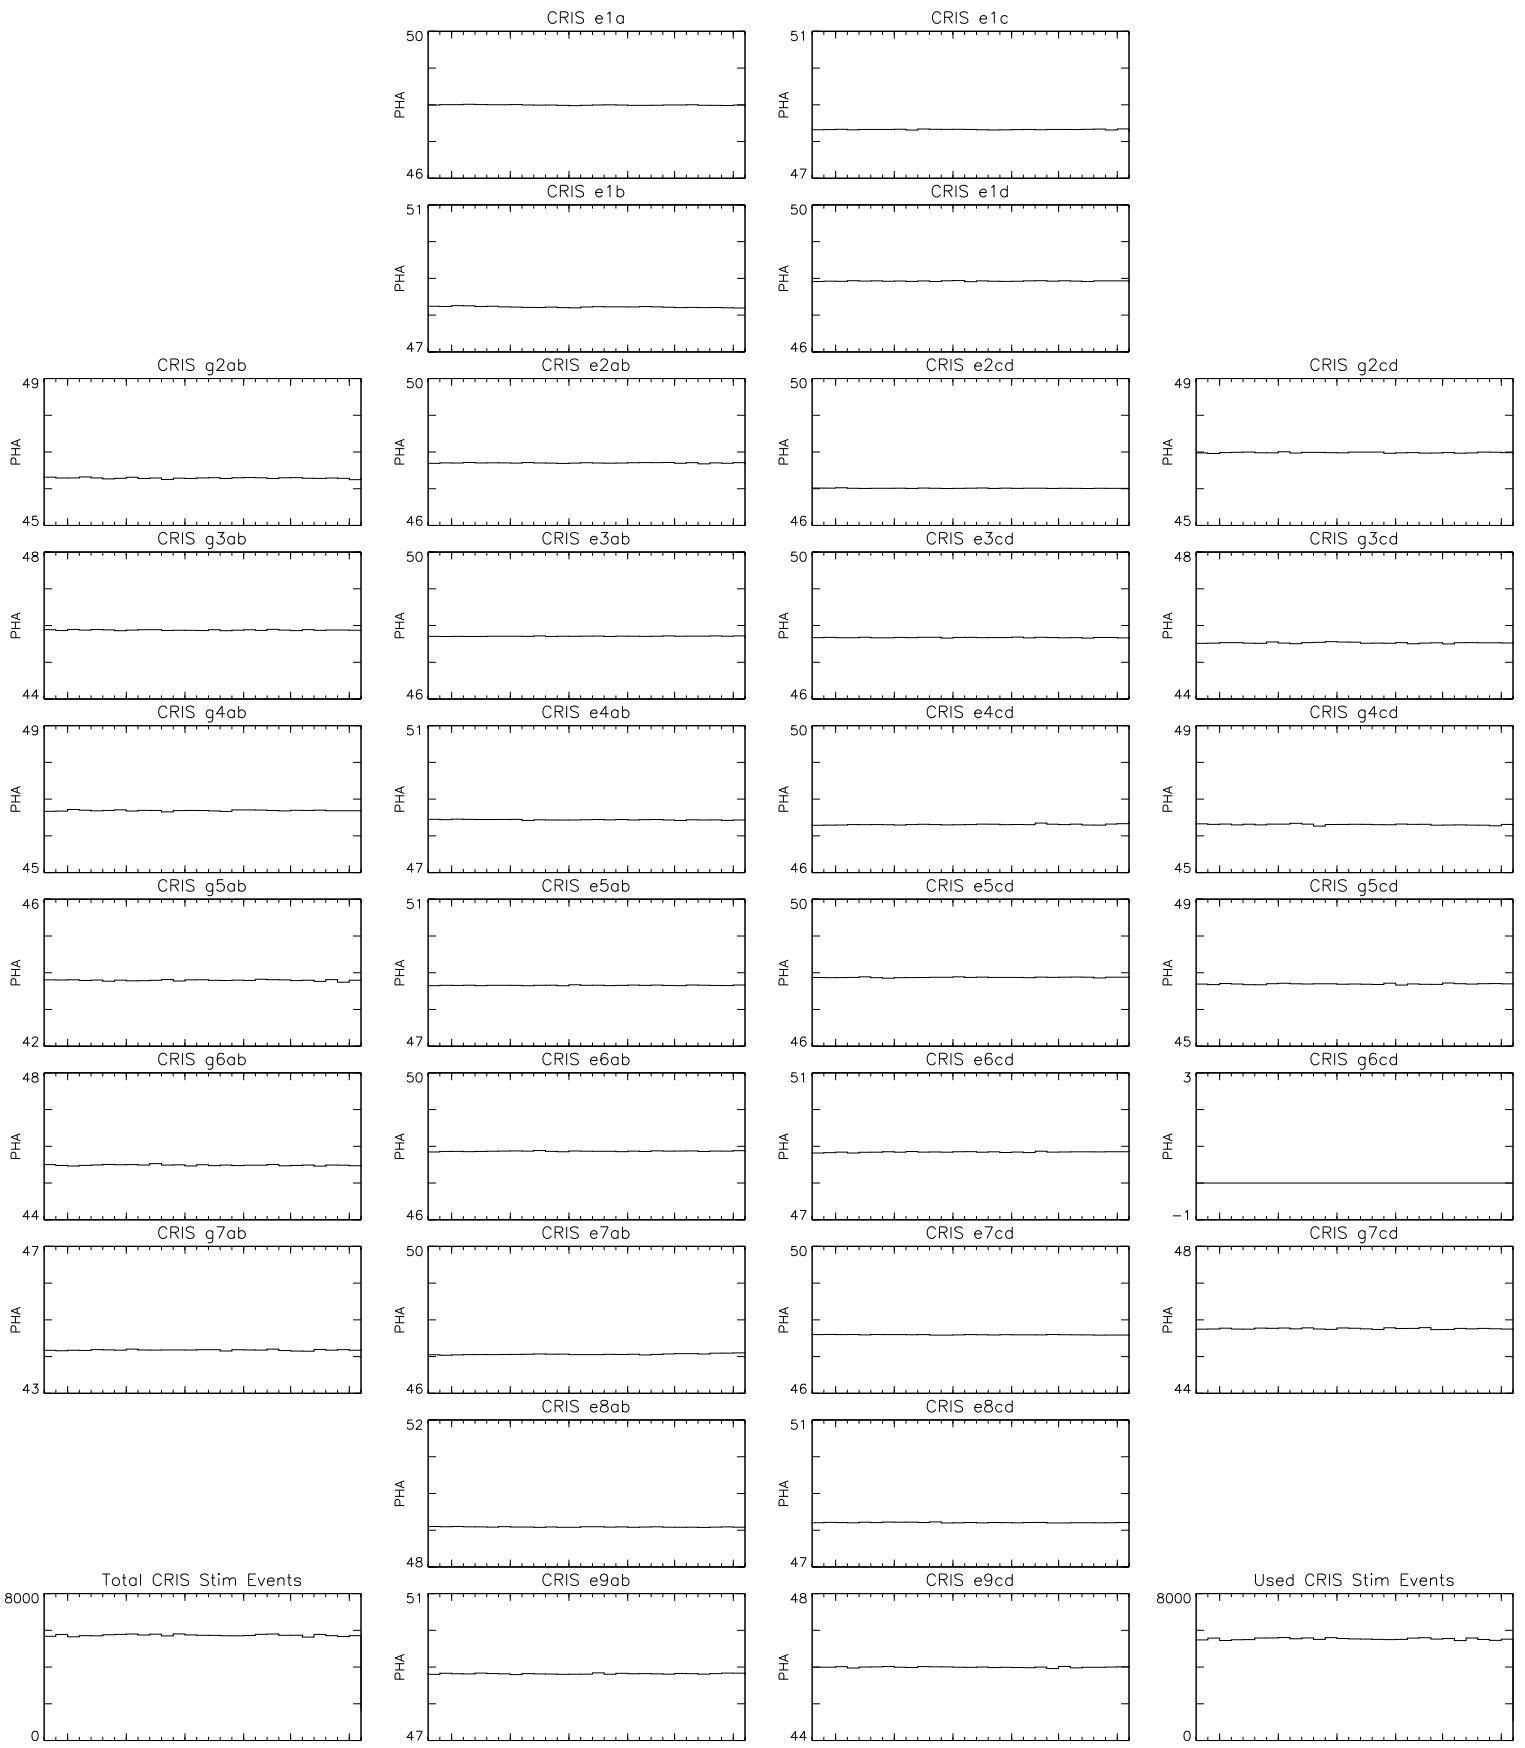 CRIS e1a
50
PHA
46
CRIS e1c
51
PHA
47
CRIS e1b
51
PHA
47
CRIS e1d
50
PHA
46
CRIS g2ab
49
PHA
45
CRIS e2ab
50
PHA
46
CRIS e2cd
50
PHA
46
CRIS g2cd
49
PHA
45
CRIS g3ab
48
PHA
44
CRIS e3ab
50
PHA
46
CRIS e3cd
50
PHA
46
CRIS g3cd
48
PHA
44
CRIS g4ab
49
PHA
45
CRIS e4ab
51
PHA
47
CRIS e4cd
50
PHA
46
CRIS g4cd
49
PHA
45
CRIS g5ab
46
PHA
42
CRIS e5ab
51
PHA
47
CRIS e5cd
50
PHA
46
CRIS g5cd
49
PHA
45
CRIS g6ab
48
PHA
44
CRIS e6ab
50
PHA
46
CRIS e6cd
51
PHA
47
CRIS g6cd
3
PHA
-1
CRIS g7ab
47
PHA
43
CRIS e7ab
50
PHA
46
CRIS e7cd
50
PHA
46
CRIS g7cd
48
PHA
44
CRIS e8ab
52
PHA
48
CRIS e8cd
51
PHA
47
Total CRIS Stim Events
8000
0
CRIS e9ab
51
PHA
47
CRIS e9cd
48
PHA
44
Used CRIS Stim Events
8000
0